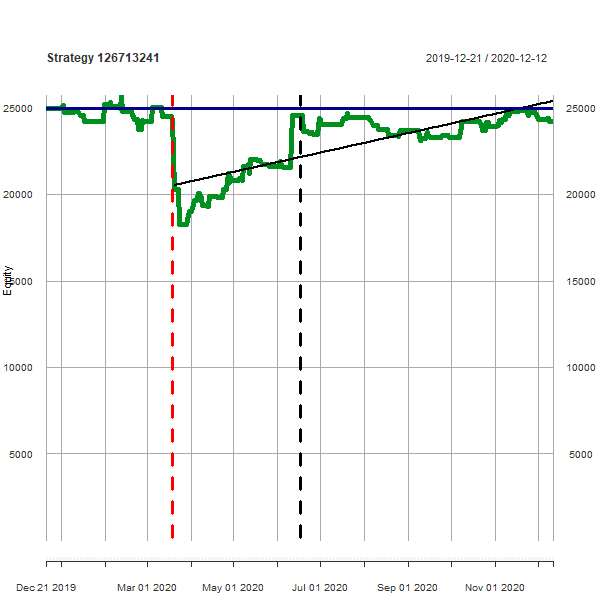 Strategy 126713241
2019-12-21 / 2020-12-12
25000
25000
20000
20000
Equity
15000
15000
10000
10000
5000
5000
Dec 21 2019
Mar 01 2020
May 01 2020
Jul 01 2020
Sep 01 2020
Nov 01 2020